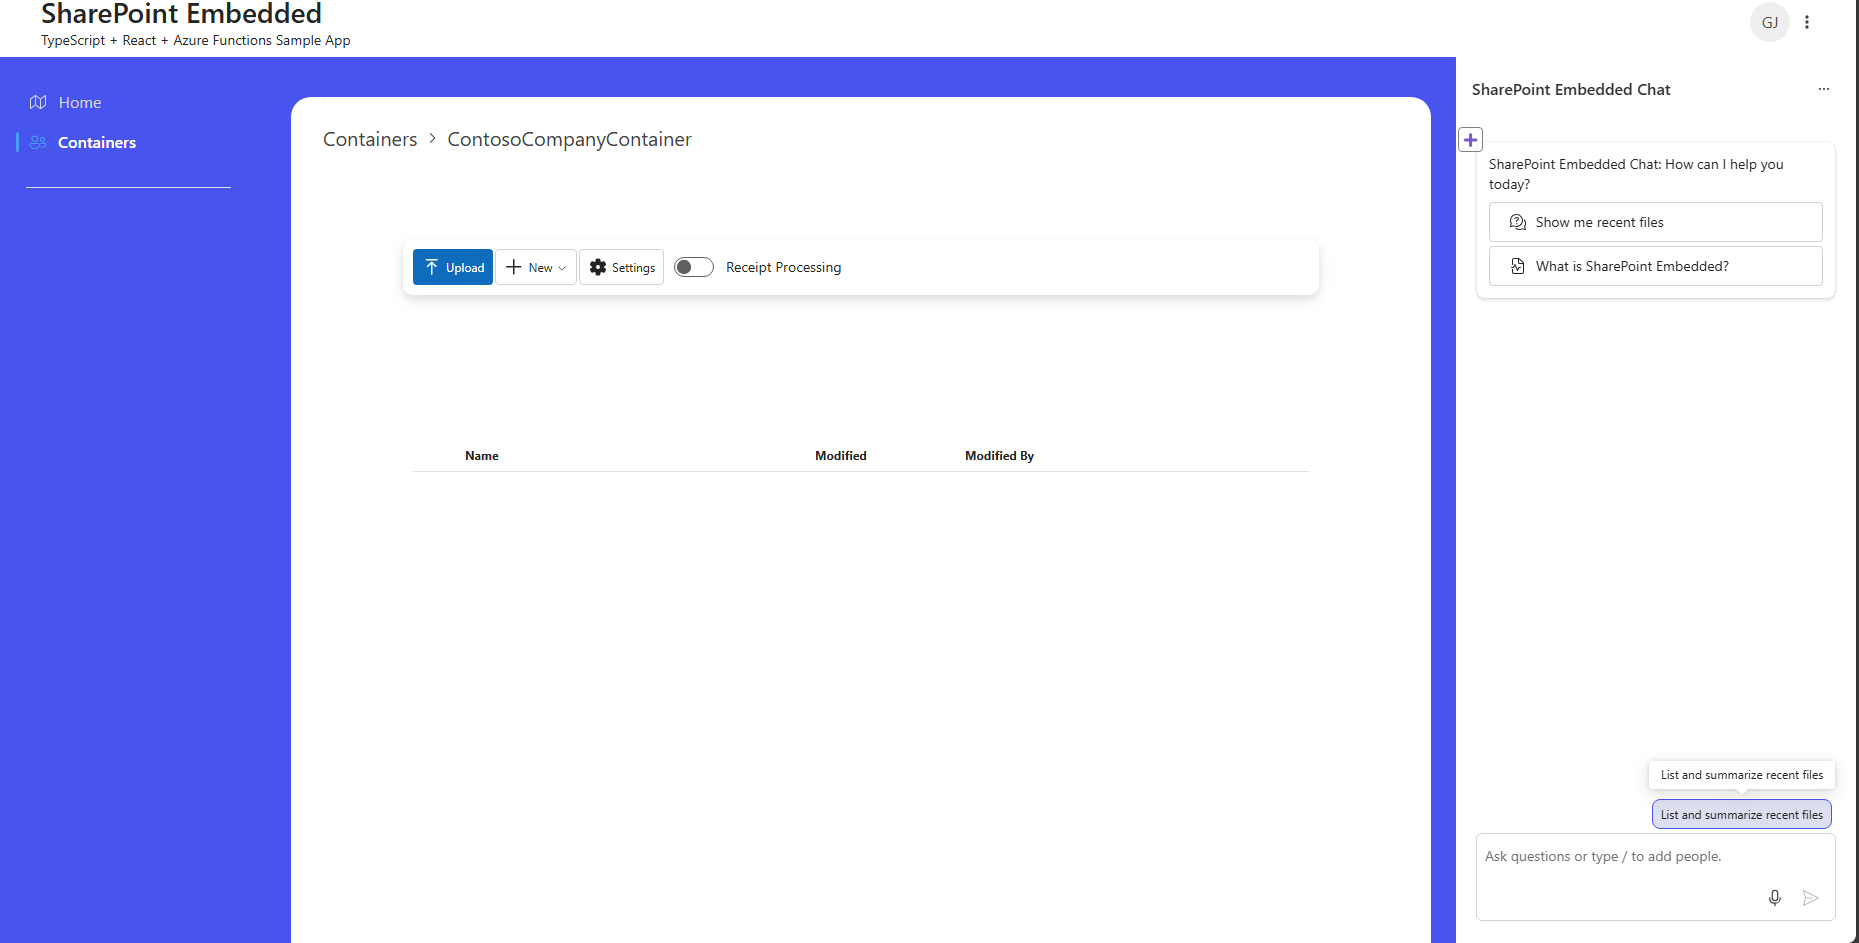 SharePoint Embedded
TypeScript + React + Azure Functions Sample App
GJ
Home
Containers
Containers > ContosoCompanyContainer
Upload
New
Settings
Receipt Processing
Name Modified Modified By
SharePoint Embedded Chat
SharePoint Embedded Chat: How can I help you
today?
Show me recent files
What is SharePoint Embedded?
List and summarize recent files
List and summarize recent files
Ask questions or type / to add people.